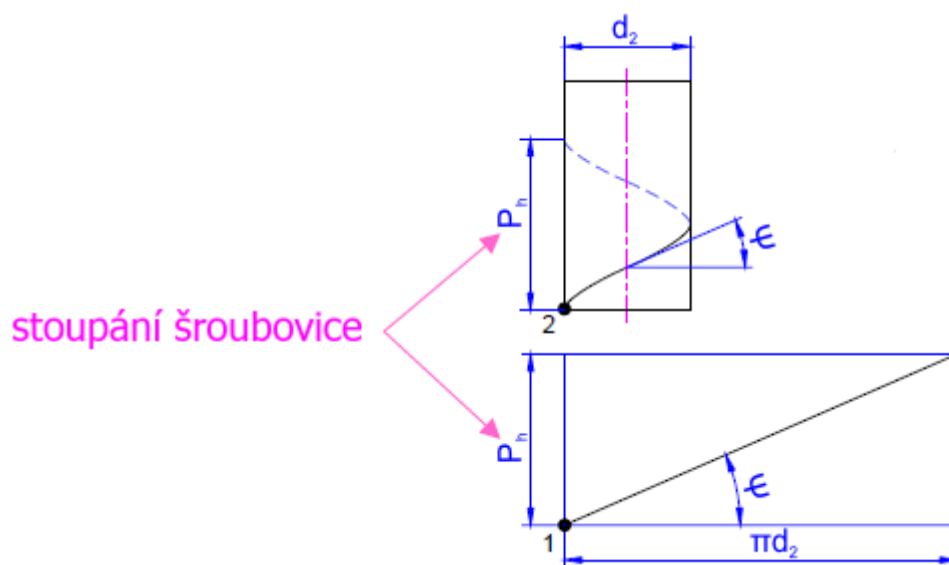 d₂
Pₕ
ψ
2
stoupání šroubovice
Pₕ
ψ
1
πd₂